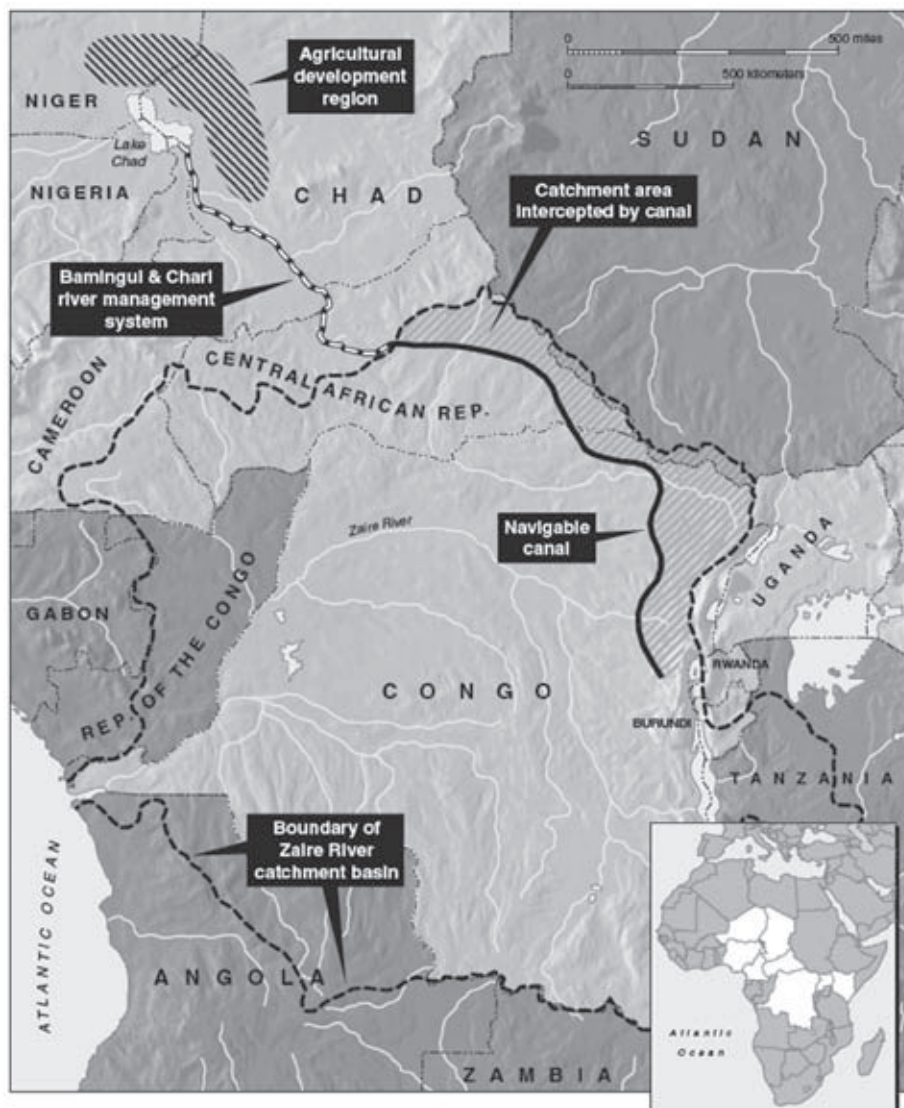 Agricultural
development
region
0
500 miles
0
500 kilometers
NIGER
Lake
Chad
SUDAN
NIGERIA
CHAD
Catchment area
intercepted by canal
Bamingui & Chari
river management
system
CENTRAL AFRICAN REP.
CAMEROON
Zaire River
Navigable
canal
UGANDA
GABON
REP. OF THE CONGO
RWANDA
CONGO
BURUNDI
TANZANIA
Boundary of
Zaire River
catchment basin
ATLANTIC OCEAN
ANGOLA
Atlantic
Ocean
ZAMBIA